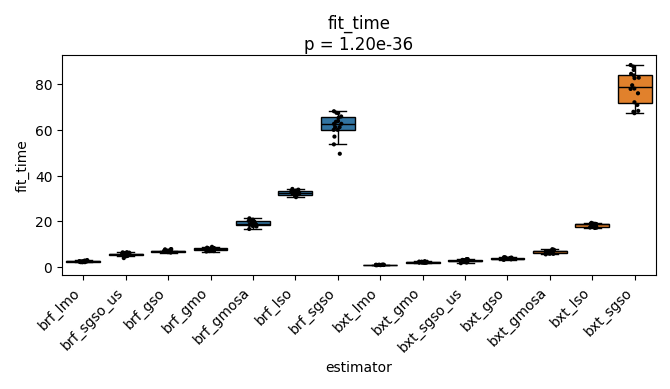 fit_time
p = 1.20e-36
fit_time
80
60
40
20
0
brf_lmo
brf_sgso_us
brf_gso
brf_gmo
brf_gmosa
brf_lso
brf_sgso
bxt_lmo
bxt_gmo
bxt_sgso_us
bxt_gso
bxt_gmosa
bxt_lso
bxt_sgso
estimator